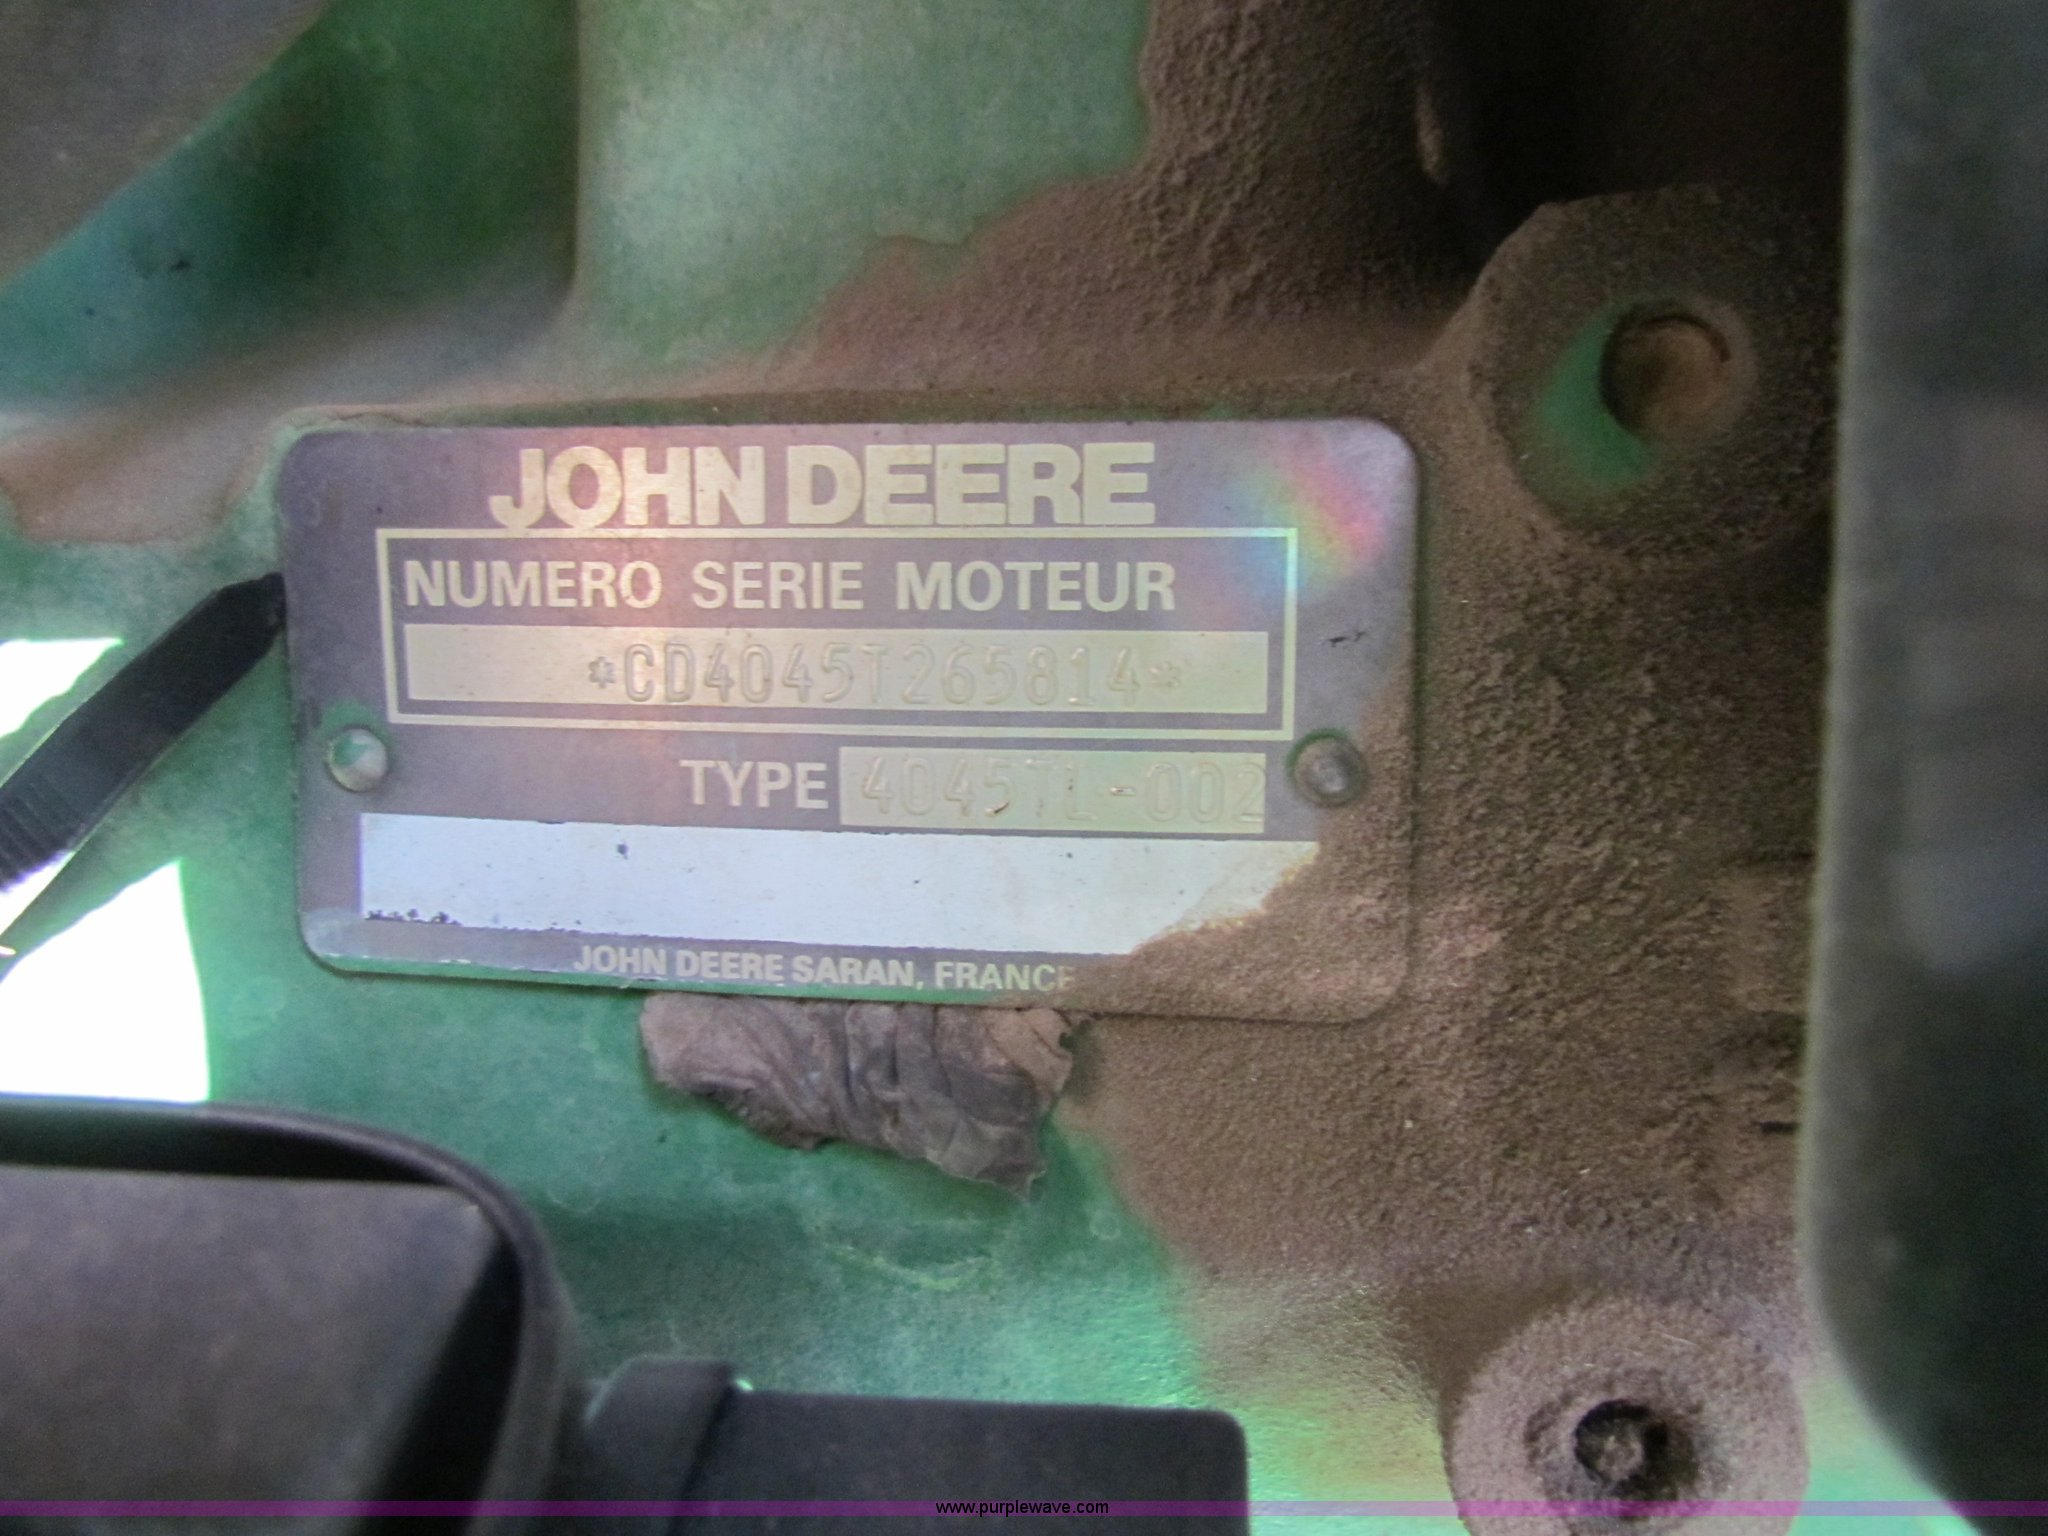 JOHN DEERE
NUMERO SERIE MOTEUR
*CD4045T265814*
TYPE 4045TL-002
JOHN DEERE SARAN, FRANCE
www.purplewave.com